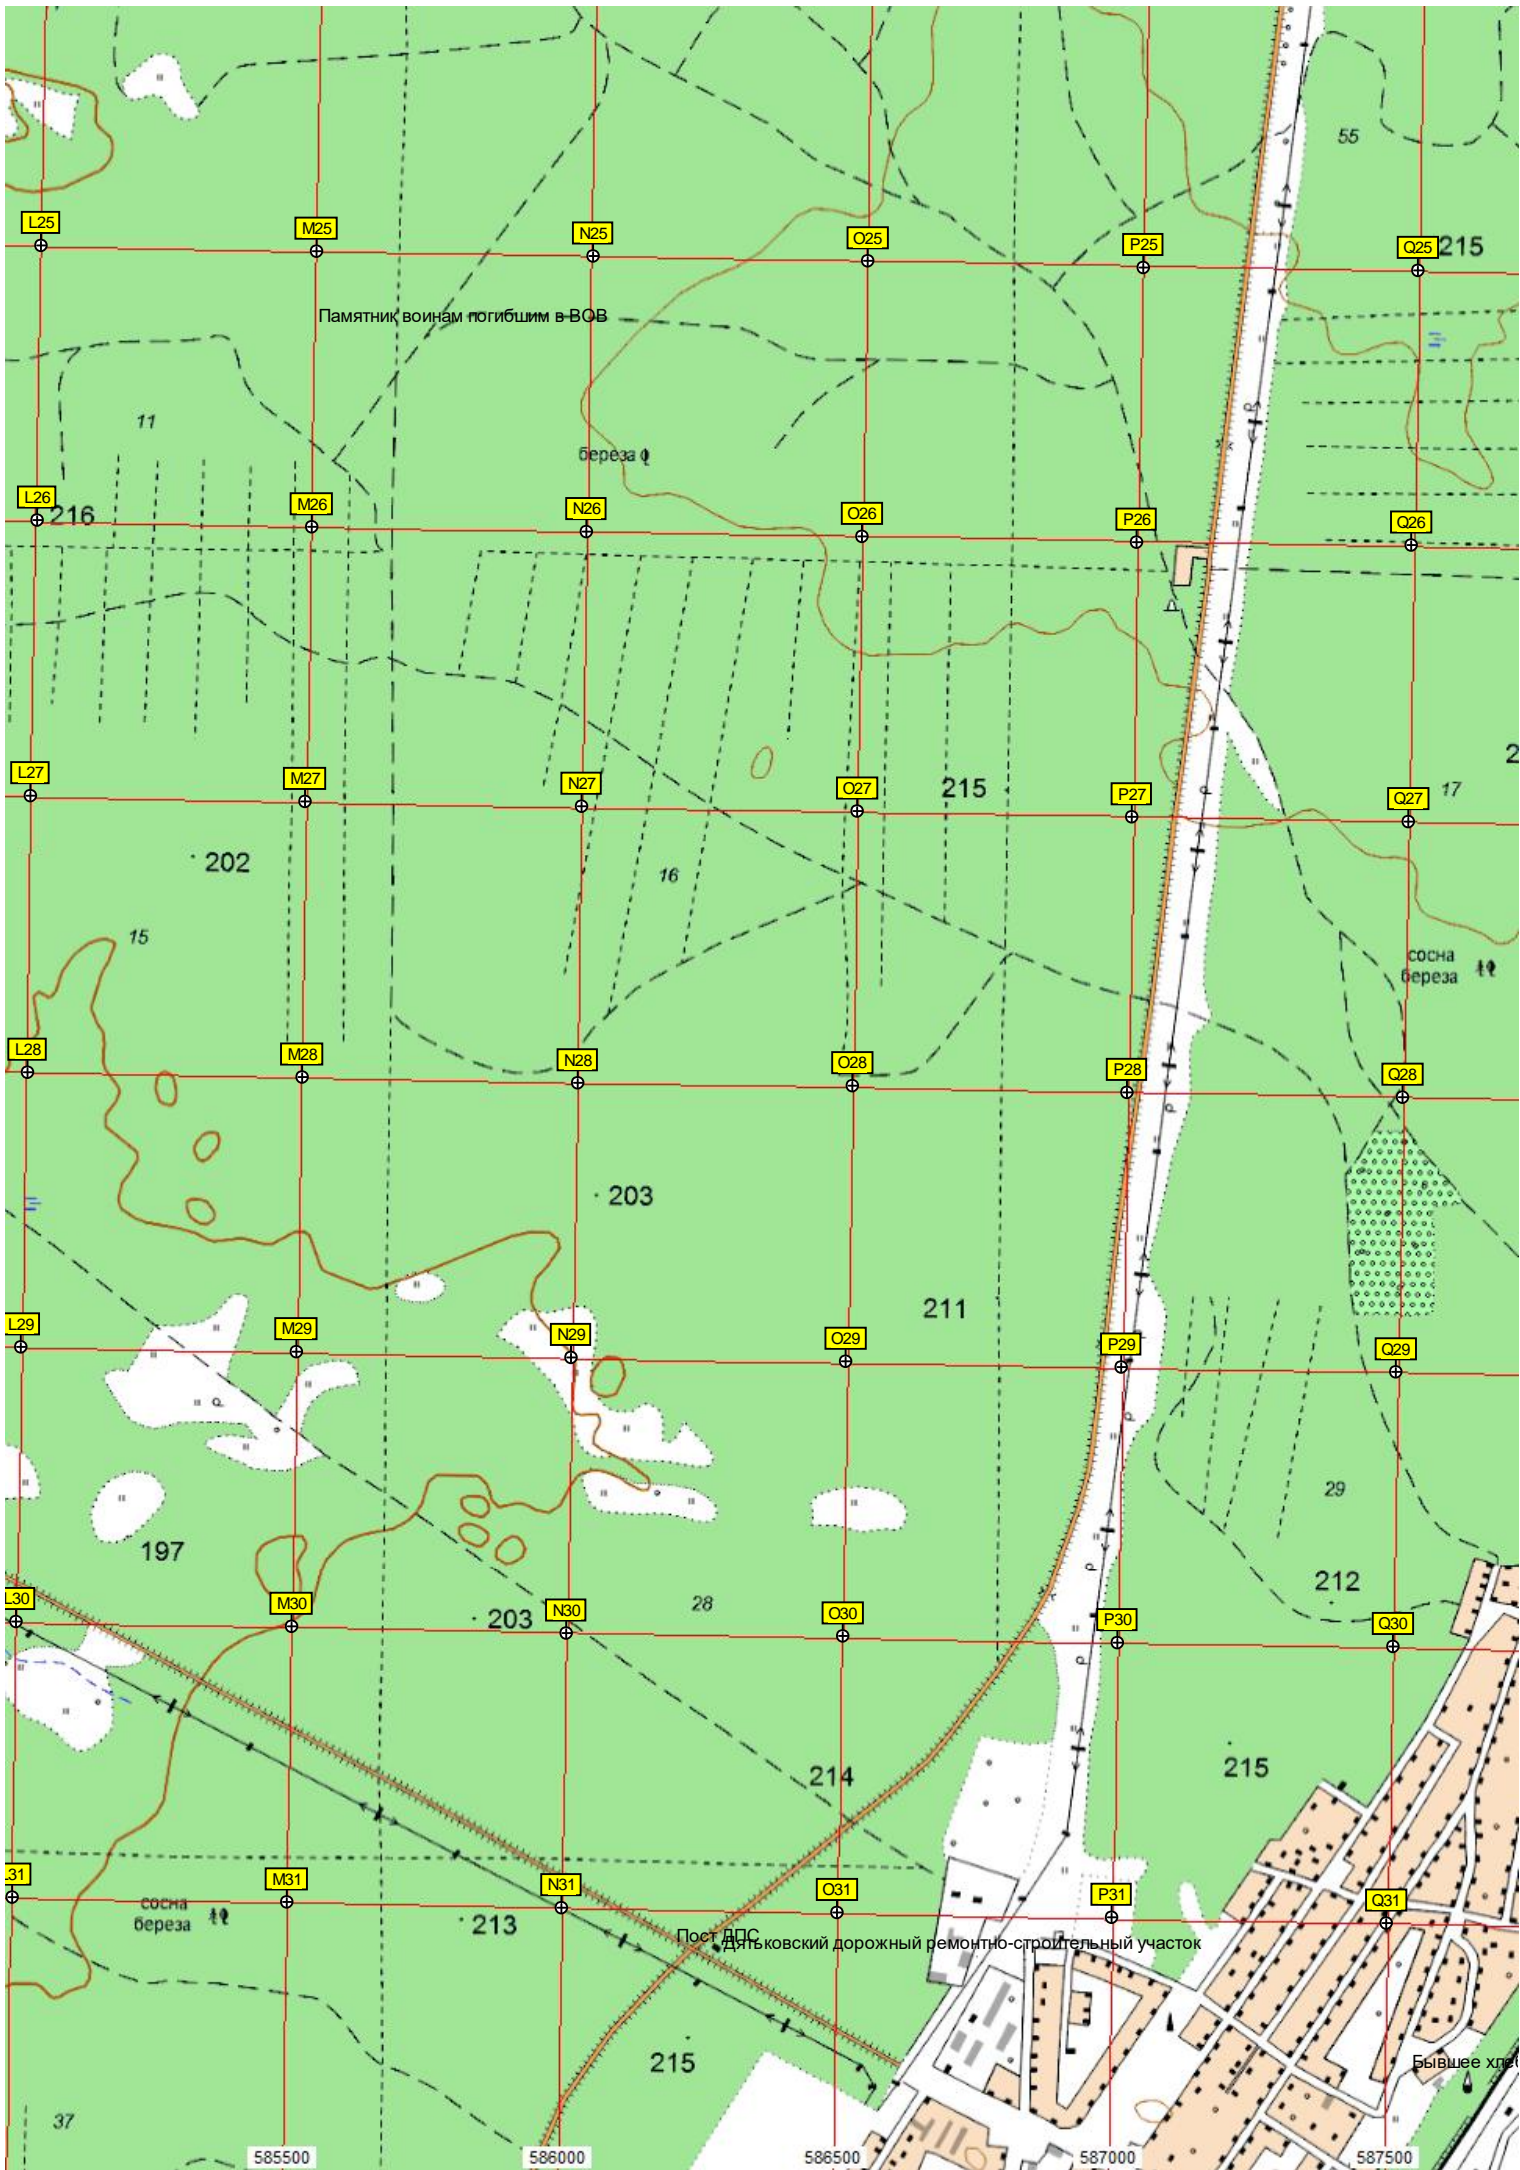 55
L25
M25
N25
O25
P25
Q25
215
Памятник воинам погибшим в ВОВ
11
береза
L26
216
M26
N26
O26
P26
Q26
L27
M27
N27
O27
215
P27
Q27
17
2
202
16
15
сосна
береза
L28
M28
N28
O28
P28
Q28
203
211
L29
M29
N29
O29
P29
Q29
29
197
212
L30
M30
203
N30
28
O30
P30
Q30
214
215
L31
M31
N31
O31
P31
Q31
сосна
береза
213
Пост ДПС
Дятьковский дорожный ремонтно-строительный участок
215
Бывшее хле
37
585500
586000
586500
587000
587500